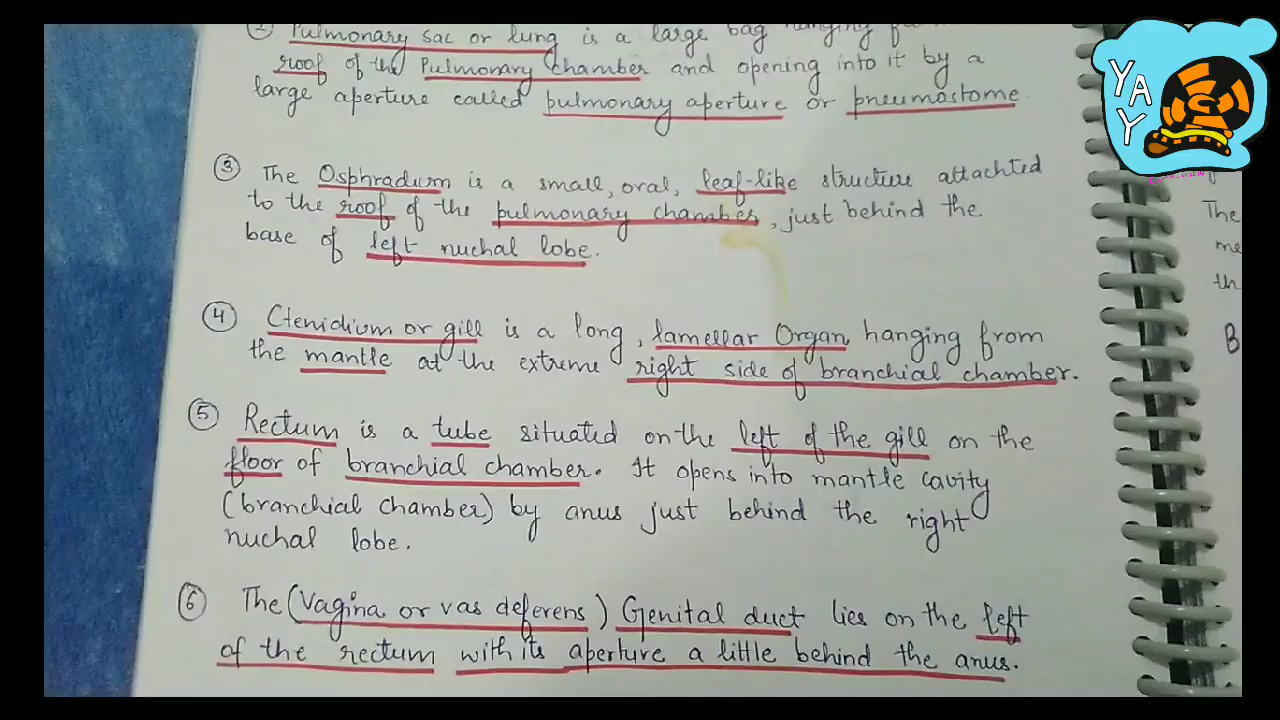 ② Pulmonary sac or lung is a large bag hanging
roof of the Pulmonary chamber and opening into it by a
large aperture called pulmonary aperture or pneumostome.
③ The Osphradium is a small, oral, leaf-like structure attachted
to the roof of the pulmonary chamber, just behind the
base of left nuchal lobe.
④ Ctenidium or gill is a long, lamellar Organ hanging from
the mantle at the extreme right side of branchial chamber.
⑤ Rectum is a tube situated on the left of the gill on the
floor of branchial chamber. It opens into mantle cavity
(branchial chamber) by anus just behind the right
nuchal lobe.
⑥ The (Vagina or vas deferens) Genital duct lies on the left
of the rectum with its aperture a little behind the anus.
The
me
th
B
YAY